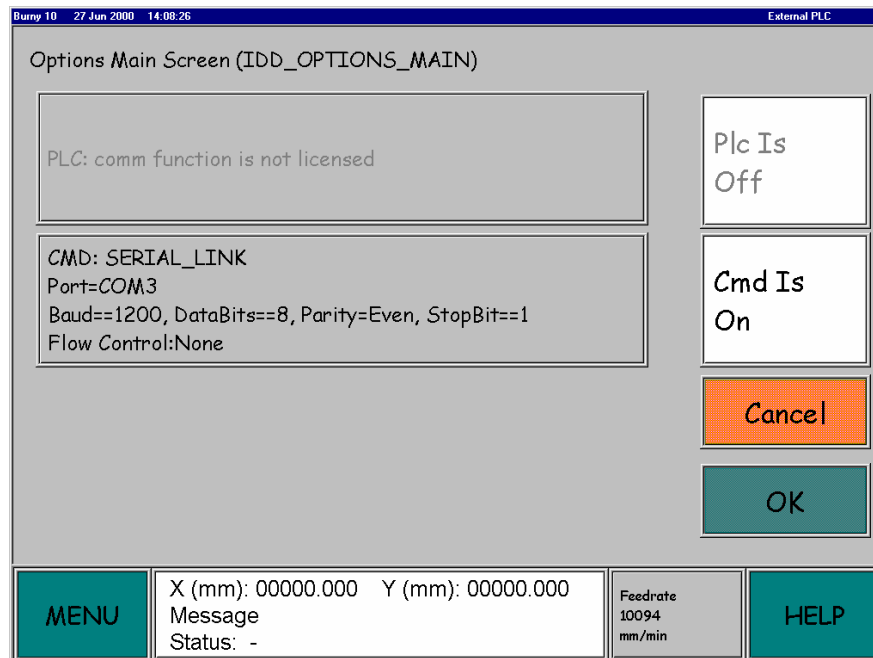 Burny 10 27 Jun 2000 14:08:26 External PLC
Options Main Screen (IDD_OPTIONS_MAIN)
PLC: comm function is not licensed
Plc Is
Off
CMD: SERIAL_LINK
Port=COM3
Baud==1200, DataBits==8, Parity=Even, StopBit==1
Flow Control:None
Cmd Is
On
Cancel
OK
MENU
X (mm): 00000.000 Y (mm): 00000.000
Message
Status: -
Feedrate
10094
mm/min
HELP